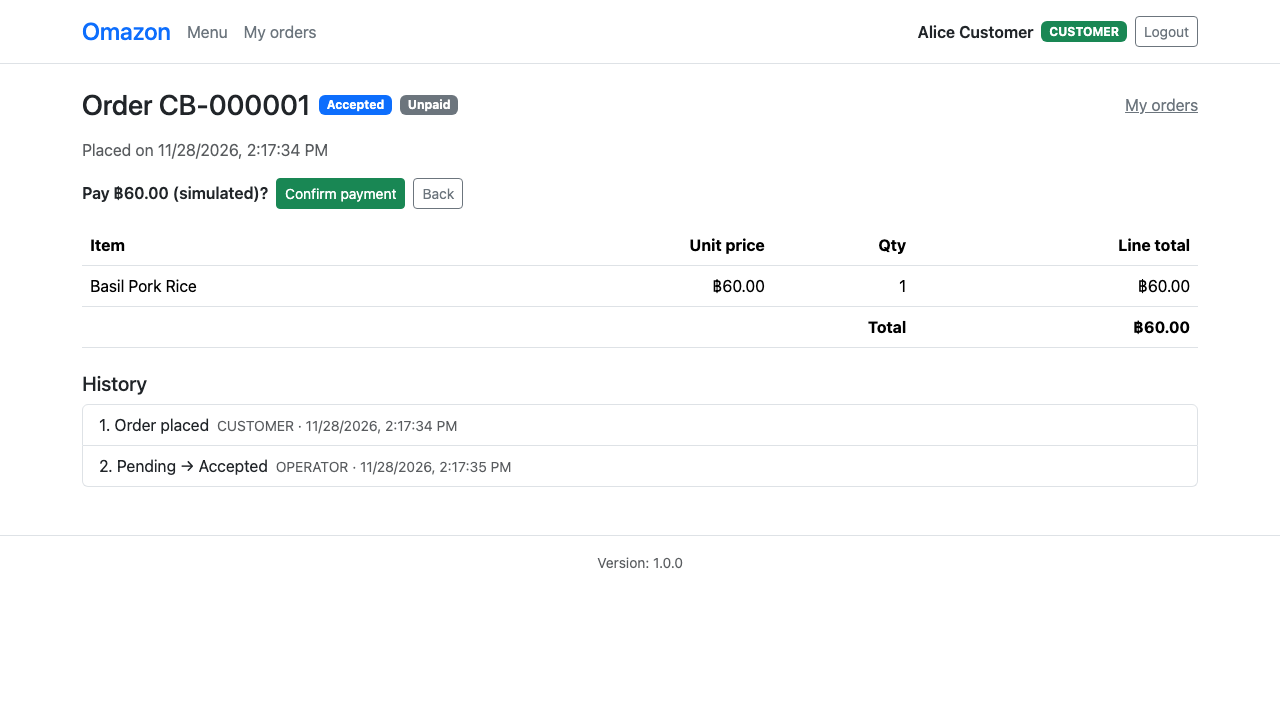 Omazon Menu My orders Alice Customer CUSTOMER Logout
Order CB-000001 Accepted Unpaid My orders
Placed on 11/28/2026, 2:17:34 PM
Pay ฿60.00 (simulated)? Confirm payment Back
Item Unit price Qty Line total
Basil Pork Rice ฿60.00 1 ฿60.00
Total ฿60.00
History
1. Order placed CUSTOMER · 11/28/2026, 2:17:34 PM
2. Pending → Accepted OPERATOR · 11/28/2026, 2:17:35 PM
Version: 1.0.0